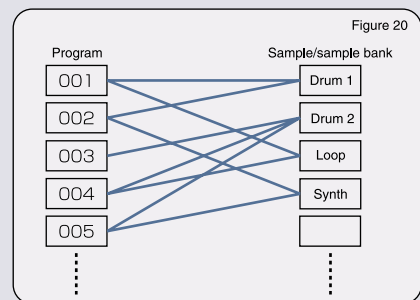 Figure 20
Program
Sample/sample bank
001
Drum 1
002
Drum 2
003
Loop
004
Synth
005